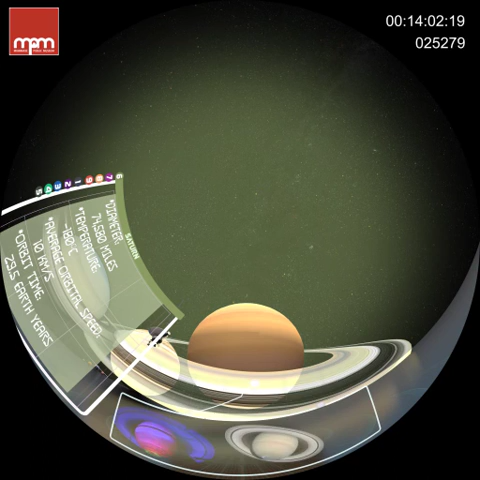 mpm
00:14:02:19
025279
SATURN
*DIAMETER:
74,580 MILES
*TEMPERATURE:
-180°C
*AVERAGE ORBITAL SPEED
10 KM/S
*ORBIT TIME:
29.5 EARTH YEARS